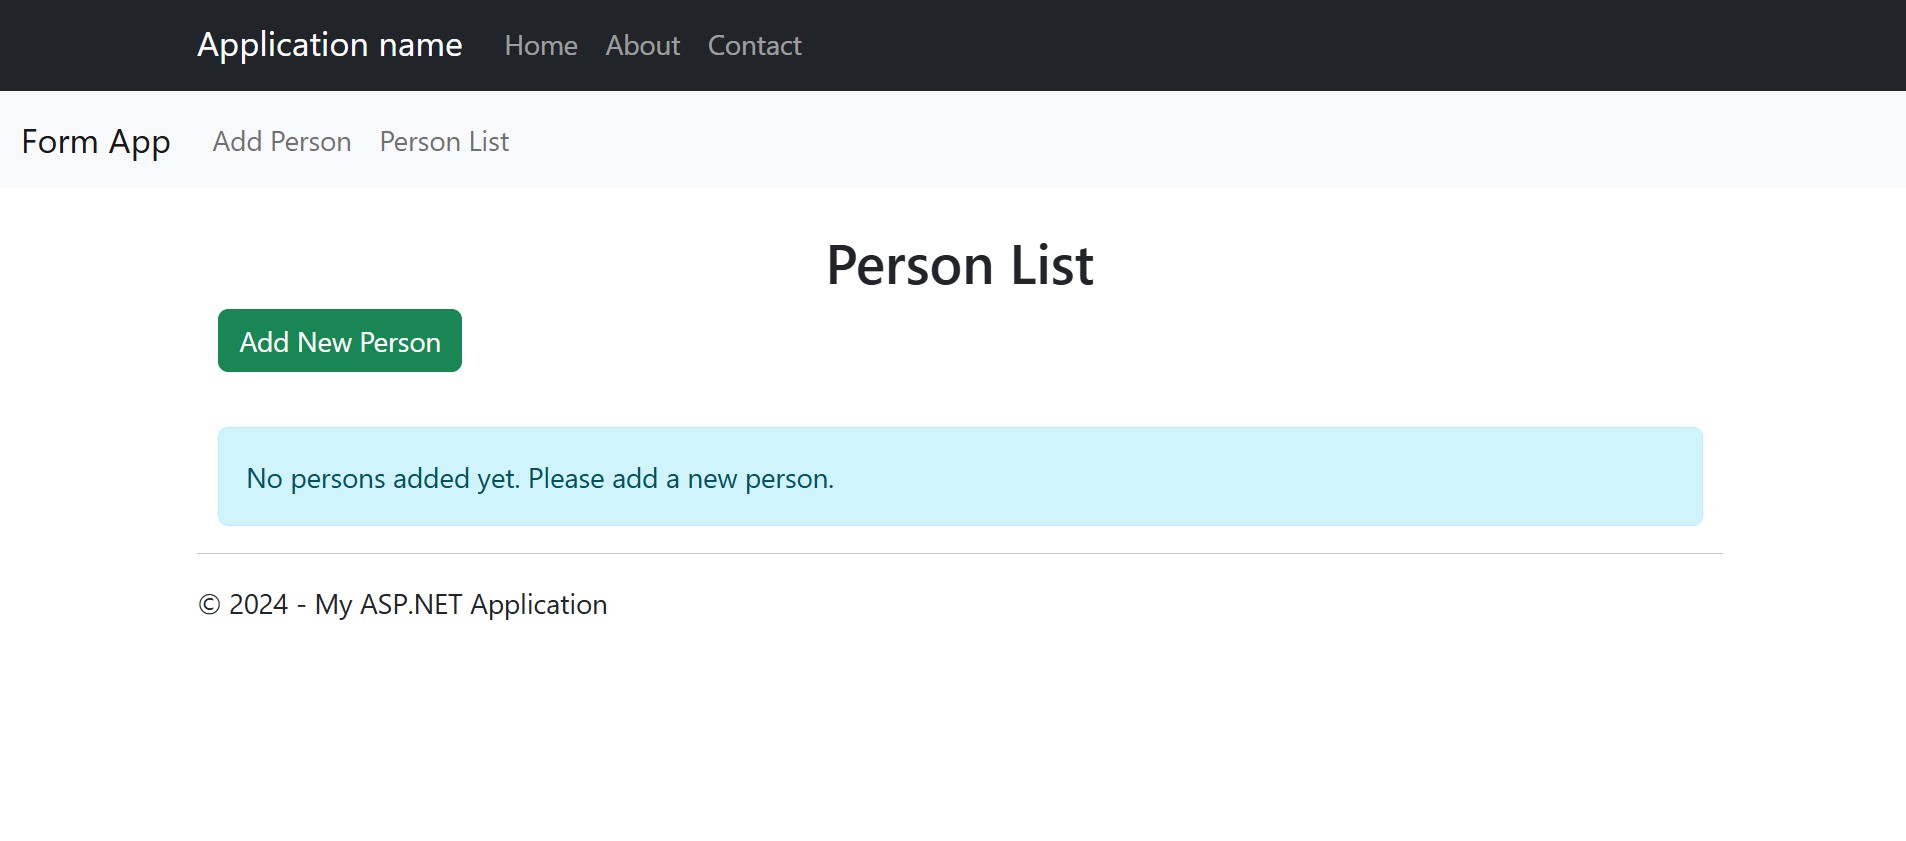 Application name Home About Contact
Form App Add Person Person List
Person List
Add New Person
No persons added yet. Please add a new person.
© 2024 - My ASP.NET Application